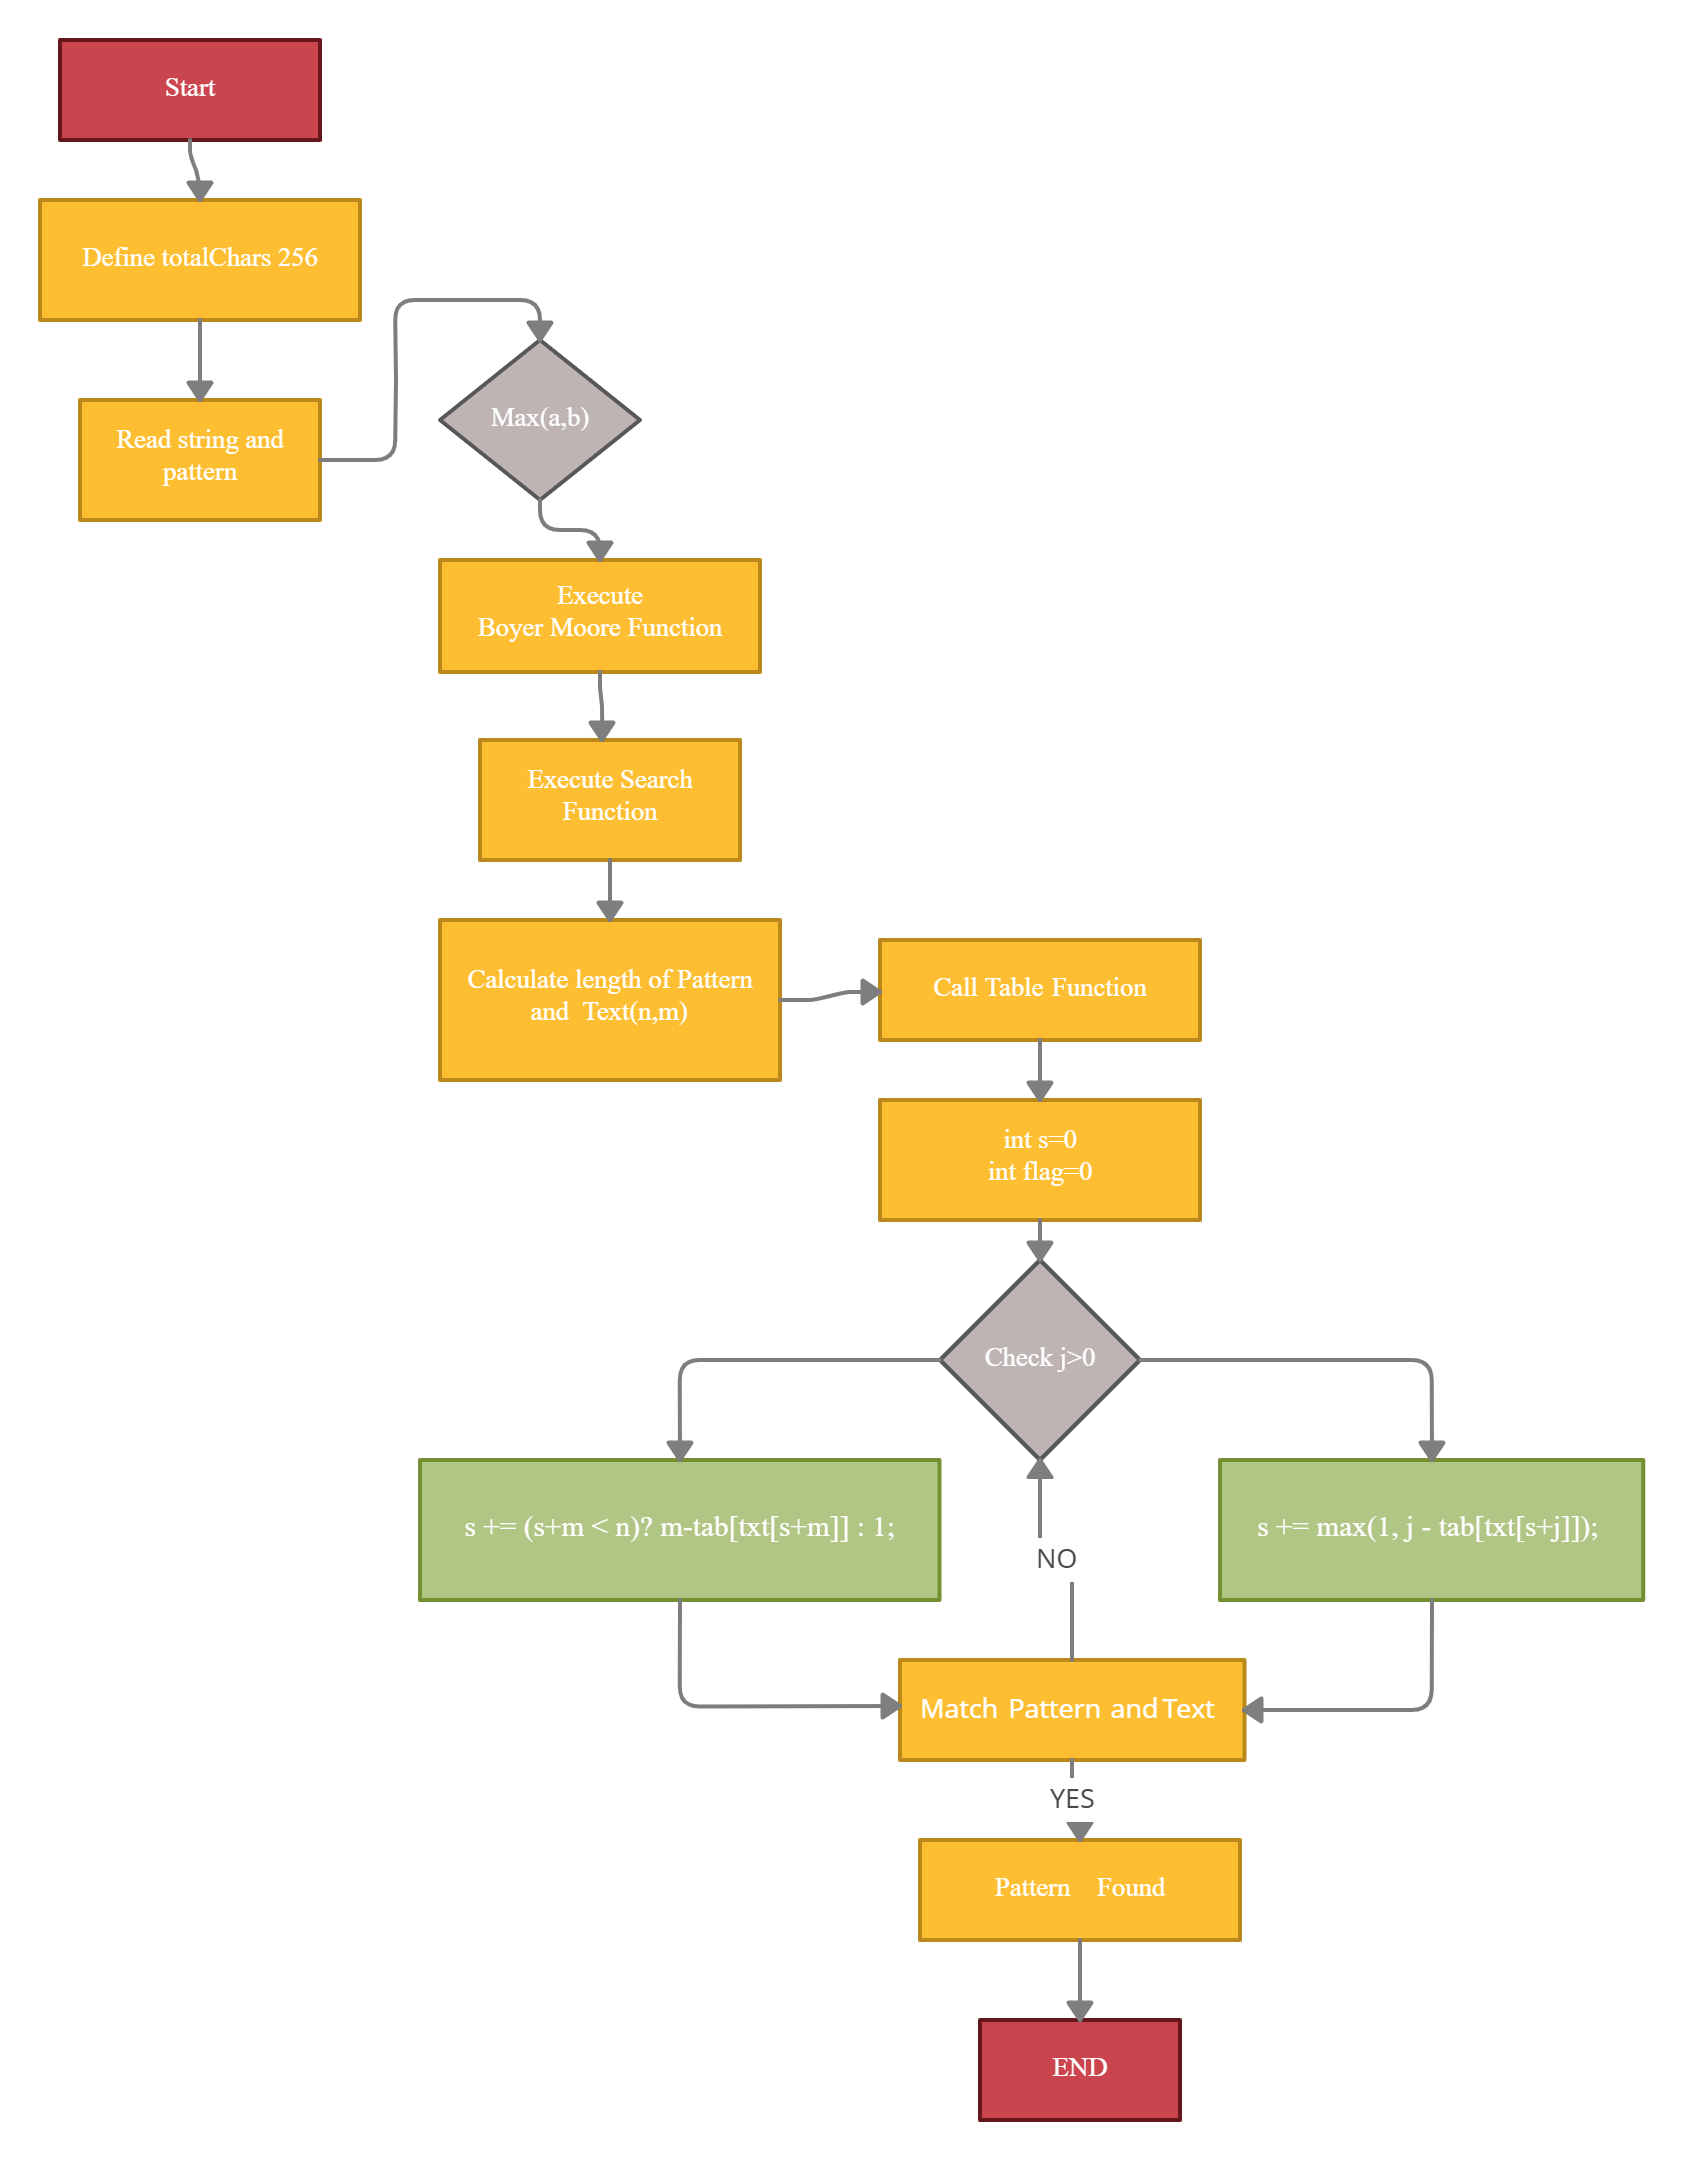 Start
Define totalChars 256
Read string and
pattern
Max(a,b)
Execute
Boyer Moore Function
Execute Search
Function
Calculate length of Pattern
and Text(n,m)
Call Table Function
int s=0
int flag=0
Check j>0
s += (s+m < n)? m-tab[txt[s+m]] : 1;
s += max(1, j - tab[txt[s+j]]);
NO
Match Pattern and Text
YES
Pattern Found
END